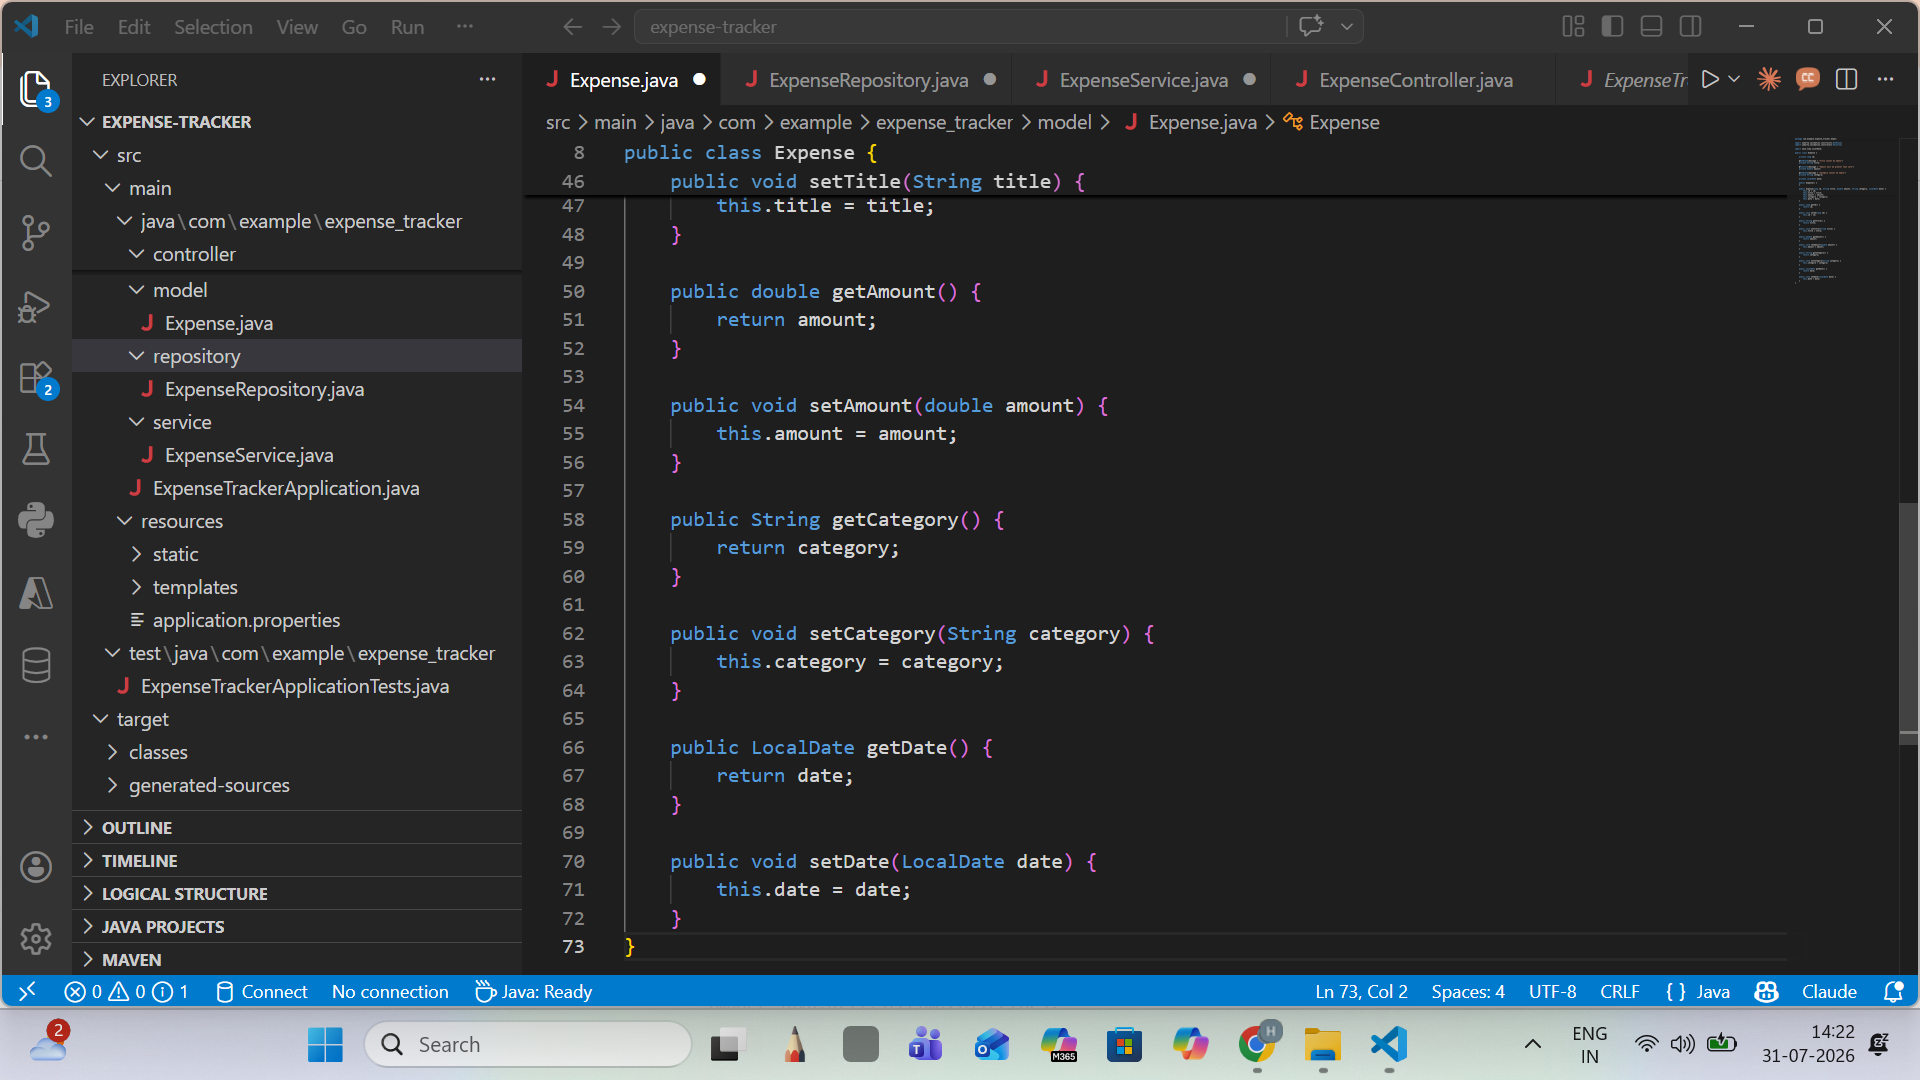 File Edit Selection View Go Run ···
expense-tracker
EXPLORER
Expense.java
ExpenseRepository.java
ExpenseService.java
ExpenseController.java
ExpenseTr
3
EXPENSE-TRACKER
src > main > java > com > example > expense_tracker > model > Expense.java > Expense
src
main
java\com\example\expense_tracker
controller
model
Expense.java
repository
ExpenseRepository.java
service
ExpenseService.java
ExpenseTrackerApplication.java
resources
static
templates
application.properties
test\java\com\example\expense_tracker
ExpenseTrackerApplicationTests.java
target
classes
generated-sources
OUTLINE
TIMELINE
LOGICAL STRUCTURE
JAVA PROJECTS
MAVEN
2
CC
8 public class Expense {
46 public void setTitle(String title) {
47 this.title = title;
48 }
49
50 public double getAmount() {
51 return amount;
52 }
53
54 public void setAmount(double amount) {
55 this.amount = amount;
56 }
57
58 public String getCategory() {
59 return category;
60 }
61
62 public void setCategory(String category) {
63 this.category = category;
64 }
65
66 public LocalDate getDate() {
67 return date;
68 }
69
70 public void setDate(LocalDate date) {
71 this.date = date;
72 }
73 }
0 0 1 Connect No connection Java: Ready
Ln 73, Col 2 Spaces: 4 UTF-8 CRLF { } Java Claude
2
Search
T
O
M365
H
ENG
IN
14:22
31-07-2026